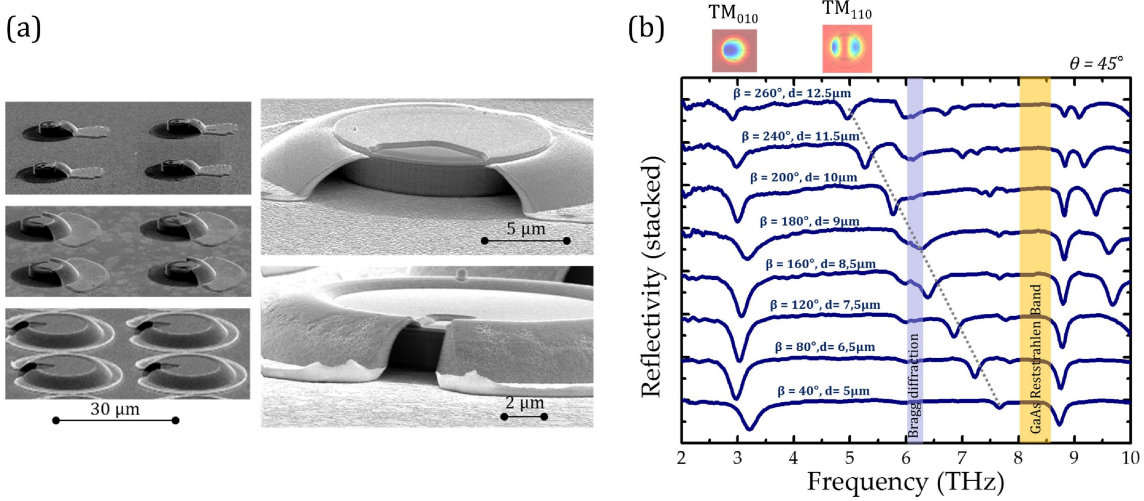 (a)
30 μm
5 μm
2 μm
(b)
TM010
TM110
θ = 45°
β = 260°, d= 12.5μm
β = 240°, d= 11.5μm
β = 200°, d= 10μm
β = 180°, d= 9μm
β = 160°, d= 8,5μm
β = 120°, d= 7,5μm
β = 80°, d= 6,5μm
β = 40°, d= 5μm
Bragg diffraction
GaAs Reststrahlen Band
Reflectivity (stacked)
2 3 4 5 6 7 8 9 10
Frequency (THz)